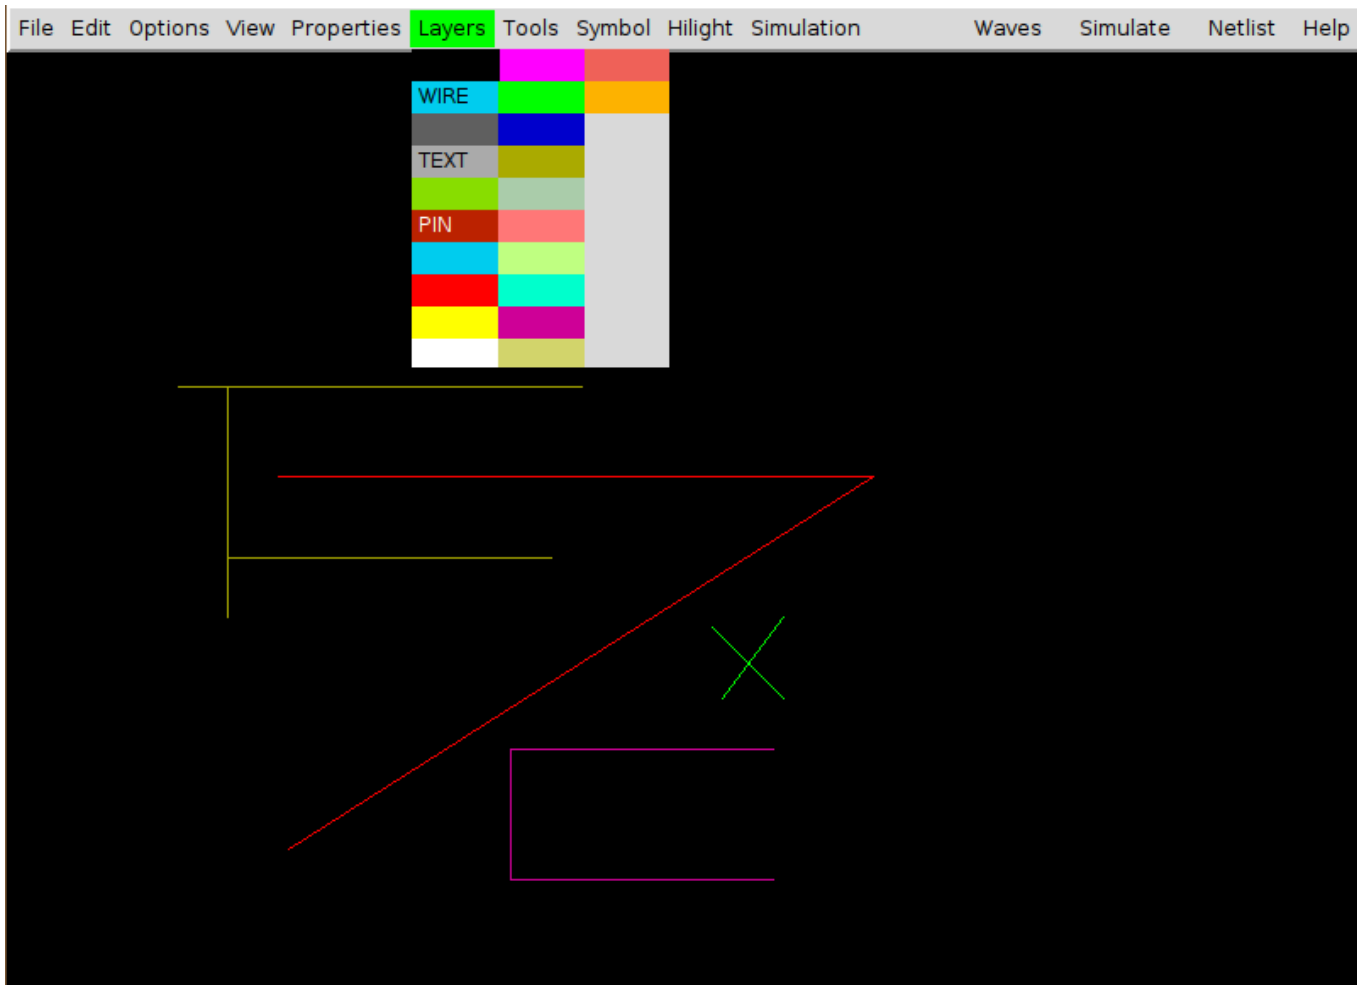 File Edit Options View Properties Layers Tools Symbol Hilight Simulation Waves Simulate Netlist Help
WIRE
TEXT
PIN